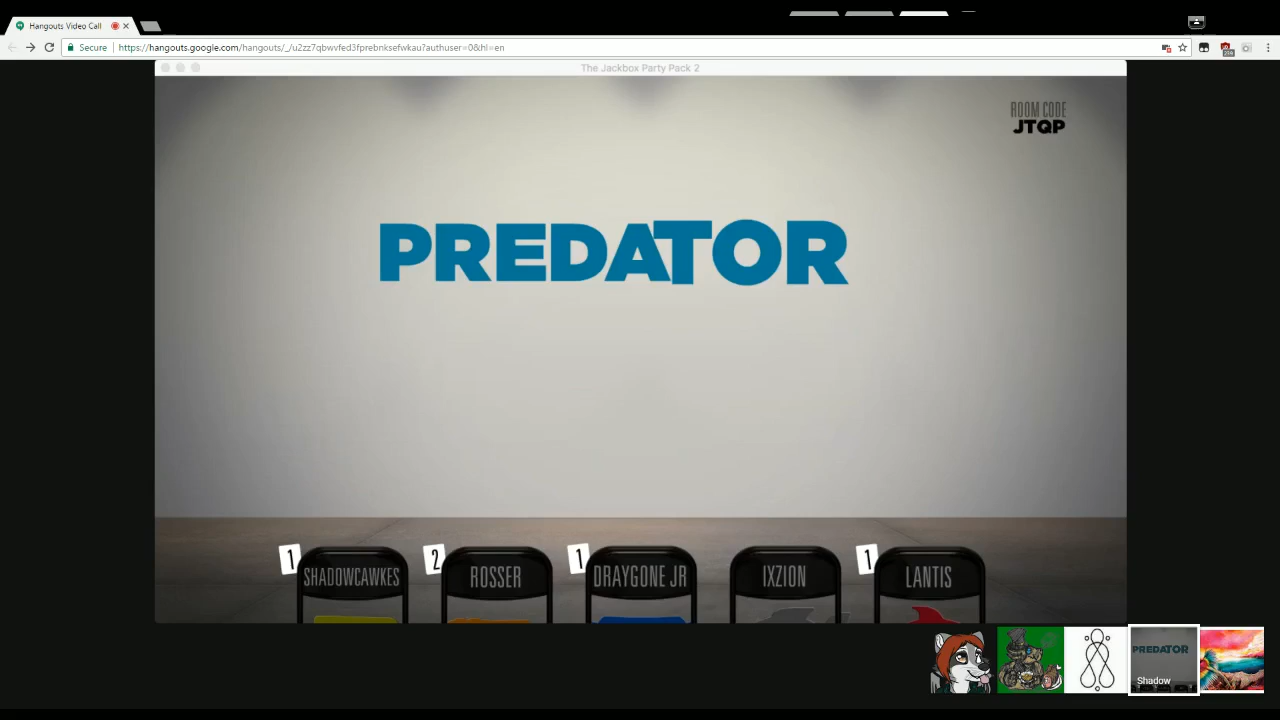 Hangouts Video Call
Secure
https://hangouts.google.com/hangouts/_/u2zz7qbwvfed3fprebnksefwkau?authuser=0&hl=en
The Jackbox Party Pack 2
ROOM CODE
JTQP
PREDATOR
1 SHADOWCAWKES
2 ROSSER
1 DRAYGONE JR
IXZION
1 LANTIS
PREDATOR
Shadow